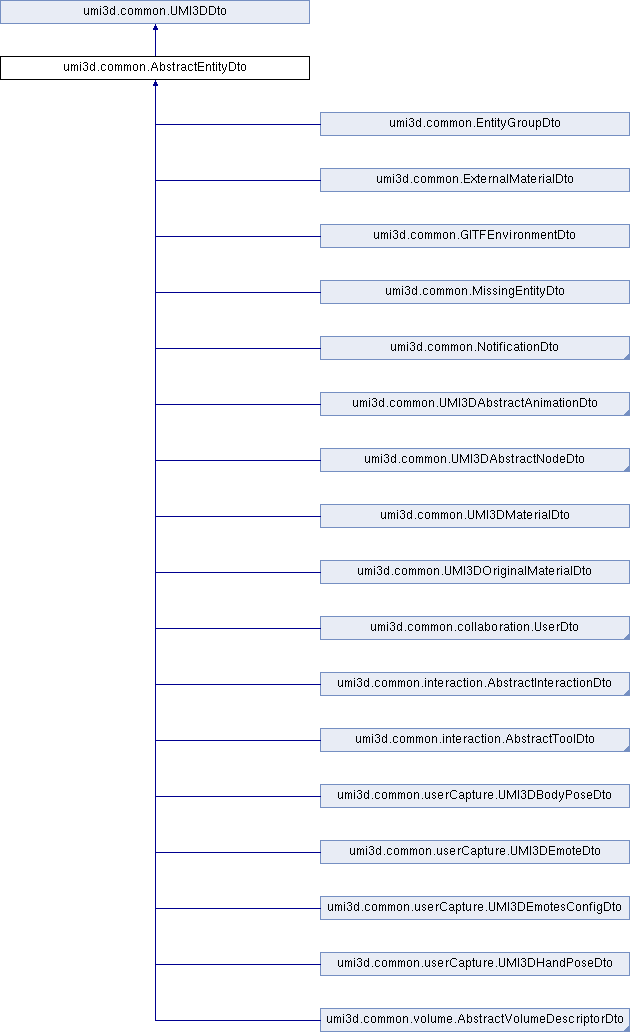 umi3d.common.UMI3DDto
umi3d.common.AbstractEntityDto
umi3d.common.EntityGroupDto
umi3d.common.ExternalMaterialDto
umi3d.common.GlTFEnvironmentDto
umi3d.common.MissingEntityDto
umi3d.common.NotificationDto
umi3d.common.UMI3DAbstractAnimationDto
umi3d.common.UMI3DAbstractNodeDto
umi3d.common.UMI3DMaterialDto
umi3d.common.UMI3DOriginalMaterialDto
umi3d.common.collaboration.UserDto
umi3d.common.interaction.AbstractInteractionDto
umi3d.common.interaction.AbstractToolDto
umi3d.common.userCapture.UMI3DBodyPoseDto
umi3d.common.userCapture.UMI3DEmoteDto
umi3d.common.userCapture.UMI3DEmotesConfigDto
umi3d.common.userCapture.UMI3DHandPoseDto
umi3d.common.volume.AbstractVolumeDescriptorDto